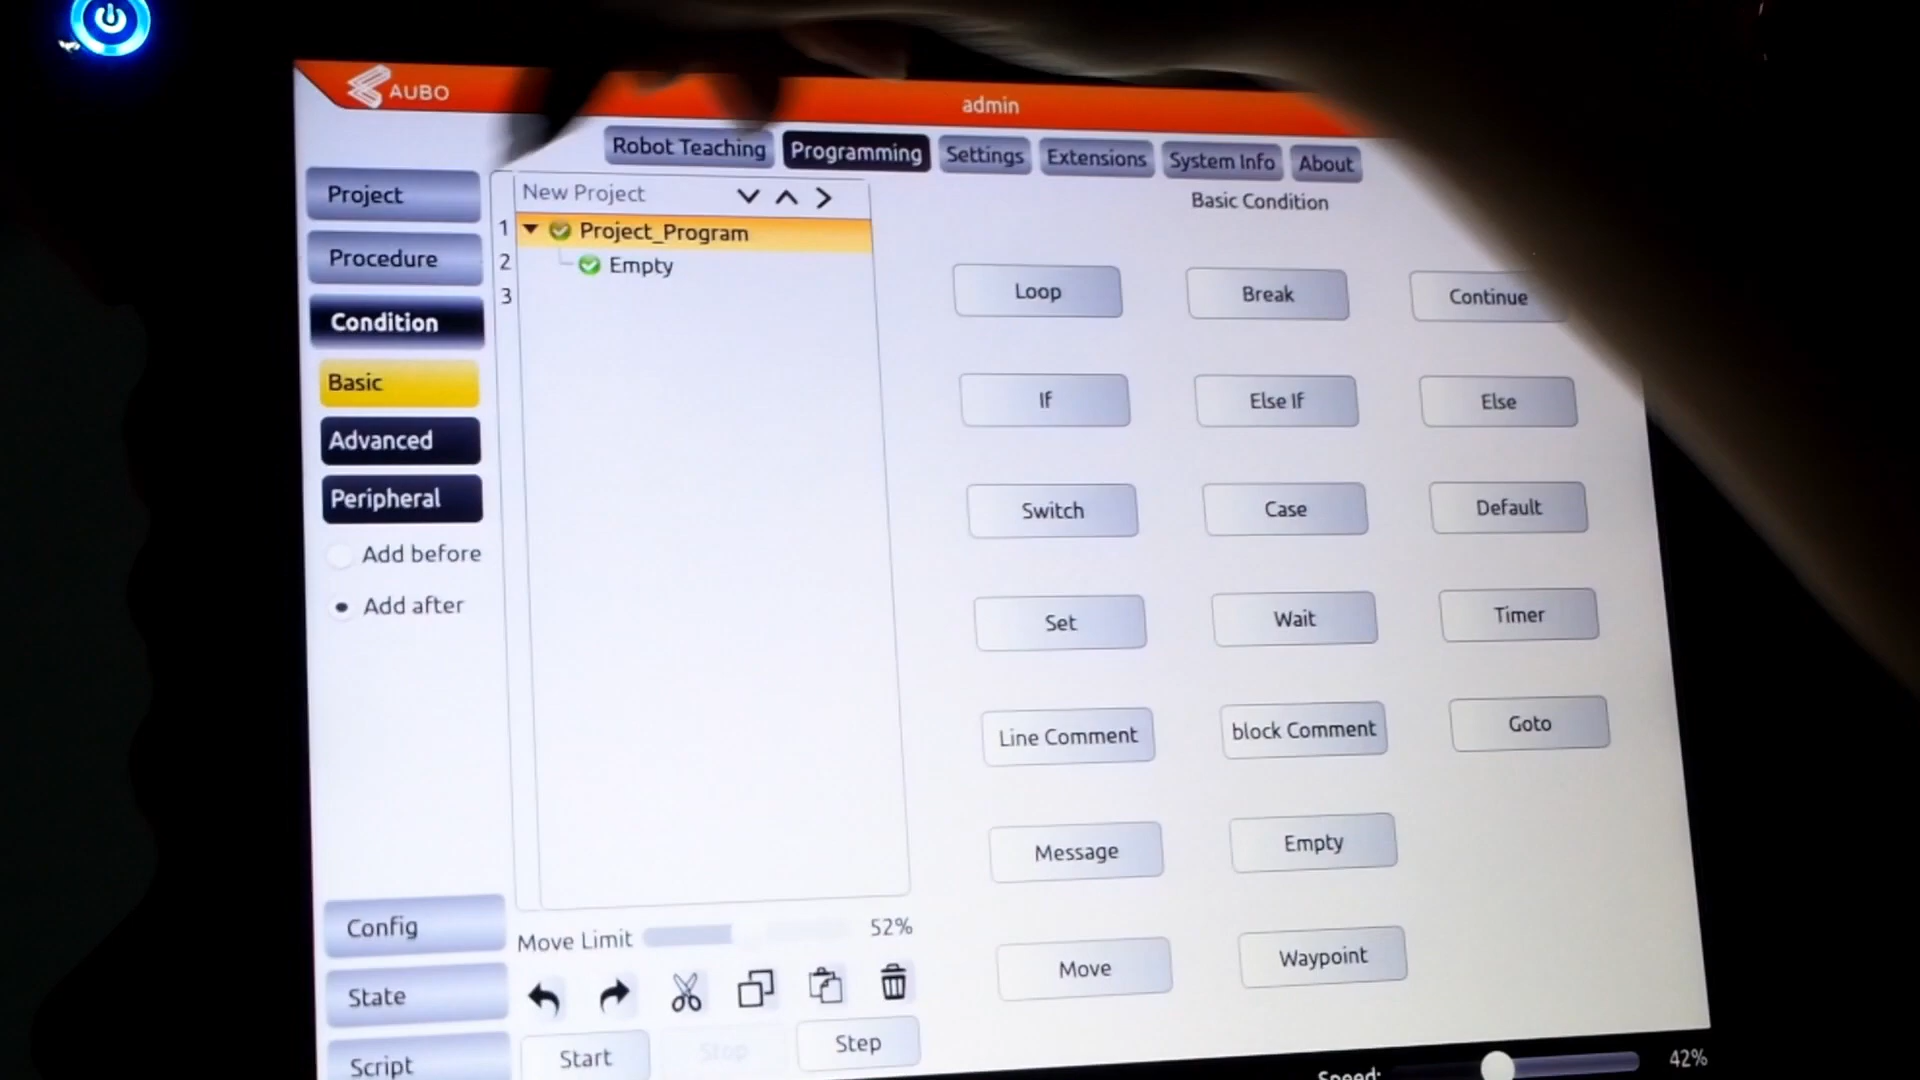 AUBO
admin
Robot Teaching
Programming
Settings
Extensions
System Info
About
Project
Procedure
Condition
Basic
Advanced
Peripheral
Add before
Add after
Config
State
Script
New Project
1
Project_Program
2
Empty
3
Move Limit
52%
Start
Stop
Step
Basic Condition
Loop
Break
Continue
If
Else If
Else
Switch
Case
Default
Set
Wait
Timer
Line Comment
block Comment
Goto
Message
Empty
Move
Waypoint
Speed:
42%